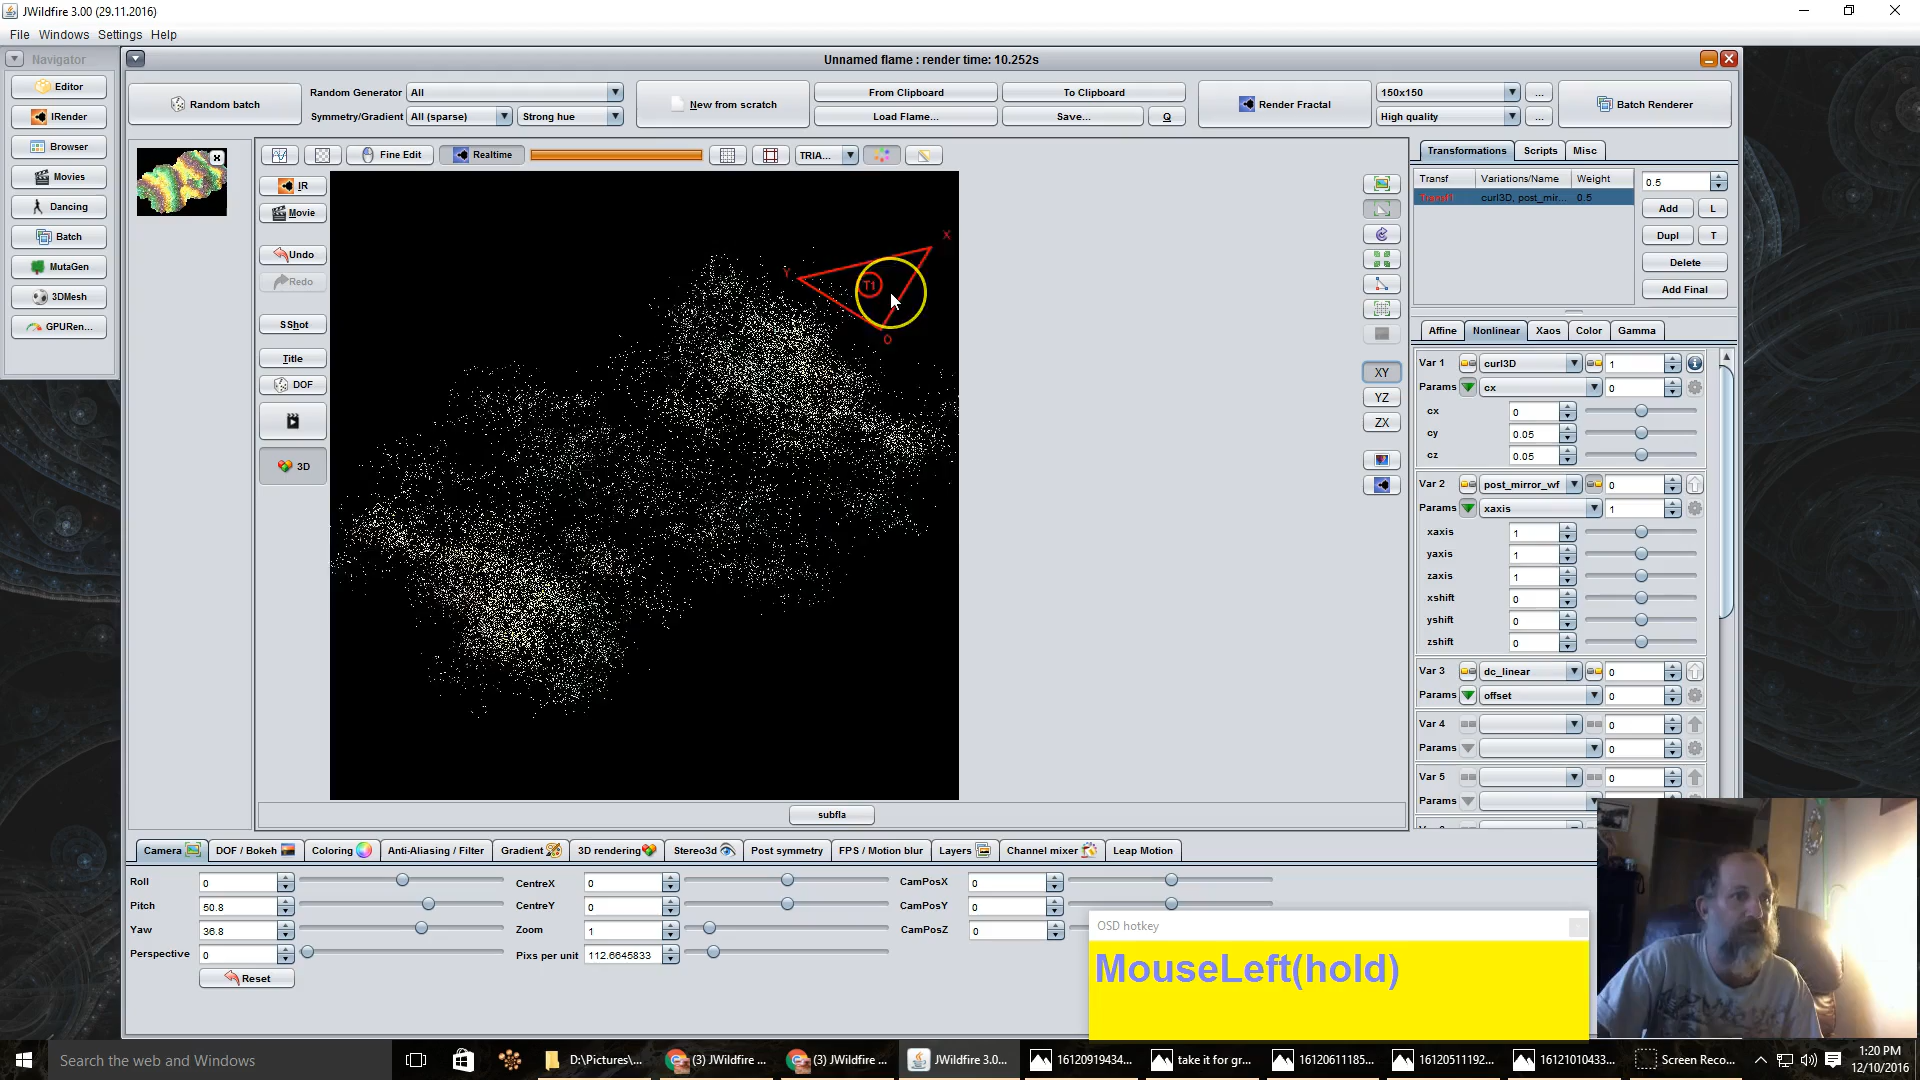 JWildfire 3.00 (29.11.2016)
File Windows Settings Help
Navigator
Editor
IRender
Browser
Movies
Dancing
Batch
MutaGen
3DMesh
GPURen...
Unnamed flame : render time: 10.252s
Random batch
Random Generator All
Symmetry/Gradient All (sparse) Strong hue
New from scratch
From Clipboard To Clipboard
Load Flame... Save... Q
Render Fractal
150x150 ...
High quality ...
Batch Renderer
Fine Edit Realtime TRIA...
IR
Movie
Undo
Redo
SShot
Title
DOF
3D
X
Y
T1
O
XY
YZ
ZX
subfla
Transformations Scripts Misc
Transf Variations/Name Weight
Transf1 curl3D, post_mir... 0.5
0.5
Add L
Dupl T
Delete
Add Final
Affine Nonlinear Xaos Color Gamma
Var 1 curl3D 1
Params cx 0
cx 0
cy 0.05
cz 0.05
Var 2 post_mirror_wf 0
Params xaxis 1
xaxis 1
yaxis 1
zaxis 1
xshift 0
yshift 0
zshift 0
Var 3 dc_linear 0
Params offset 0
Var 4 0
Params 0
Var 5 0
Params 0
Camera DOF / Bokeh Coloring Anti-Aliasing / Filter Gradient 3D rendering Stereo3d Post symmetry FPS / Motion blur Layers Channel mixer Leap Motion
Roll 0 CentreX 0 CamPosX 0
Pitch 50.8 CentreY 0 CamPosY 0
Yaw 36.8 Zoom 1 CamPosZ 0
Perspective 0 Pixs per unit 112.6645833
Reset
OSD hotkey
MouseLeft(hold)
Search the web and Windows
D:\Pictures\...
(3) JWildfire ...
(3) JWildfire ...
JWildfire 3.0...
16120919434...
take it for gr...
16120611185...
16120511192...
16121010433...
Screen Reco...
1:20 PM
12/10/2016